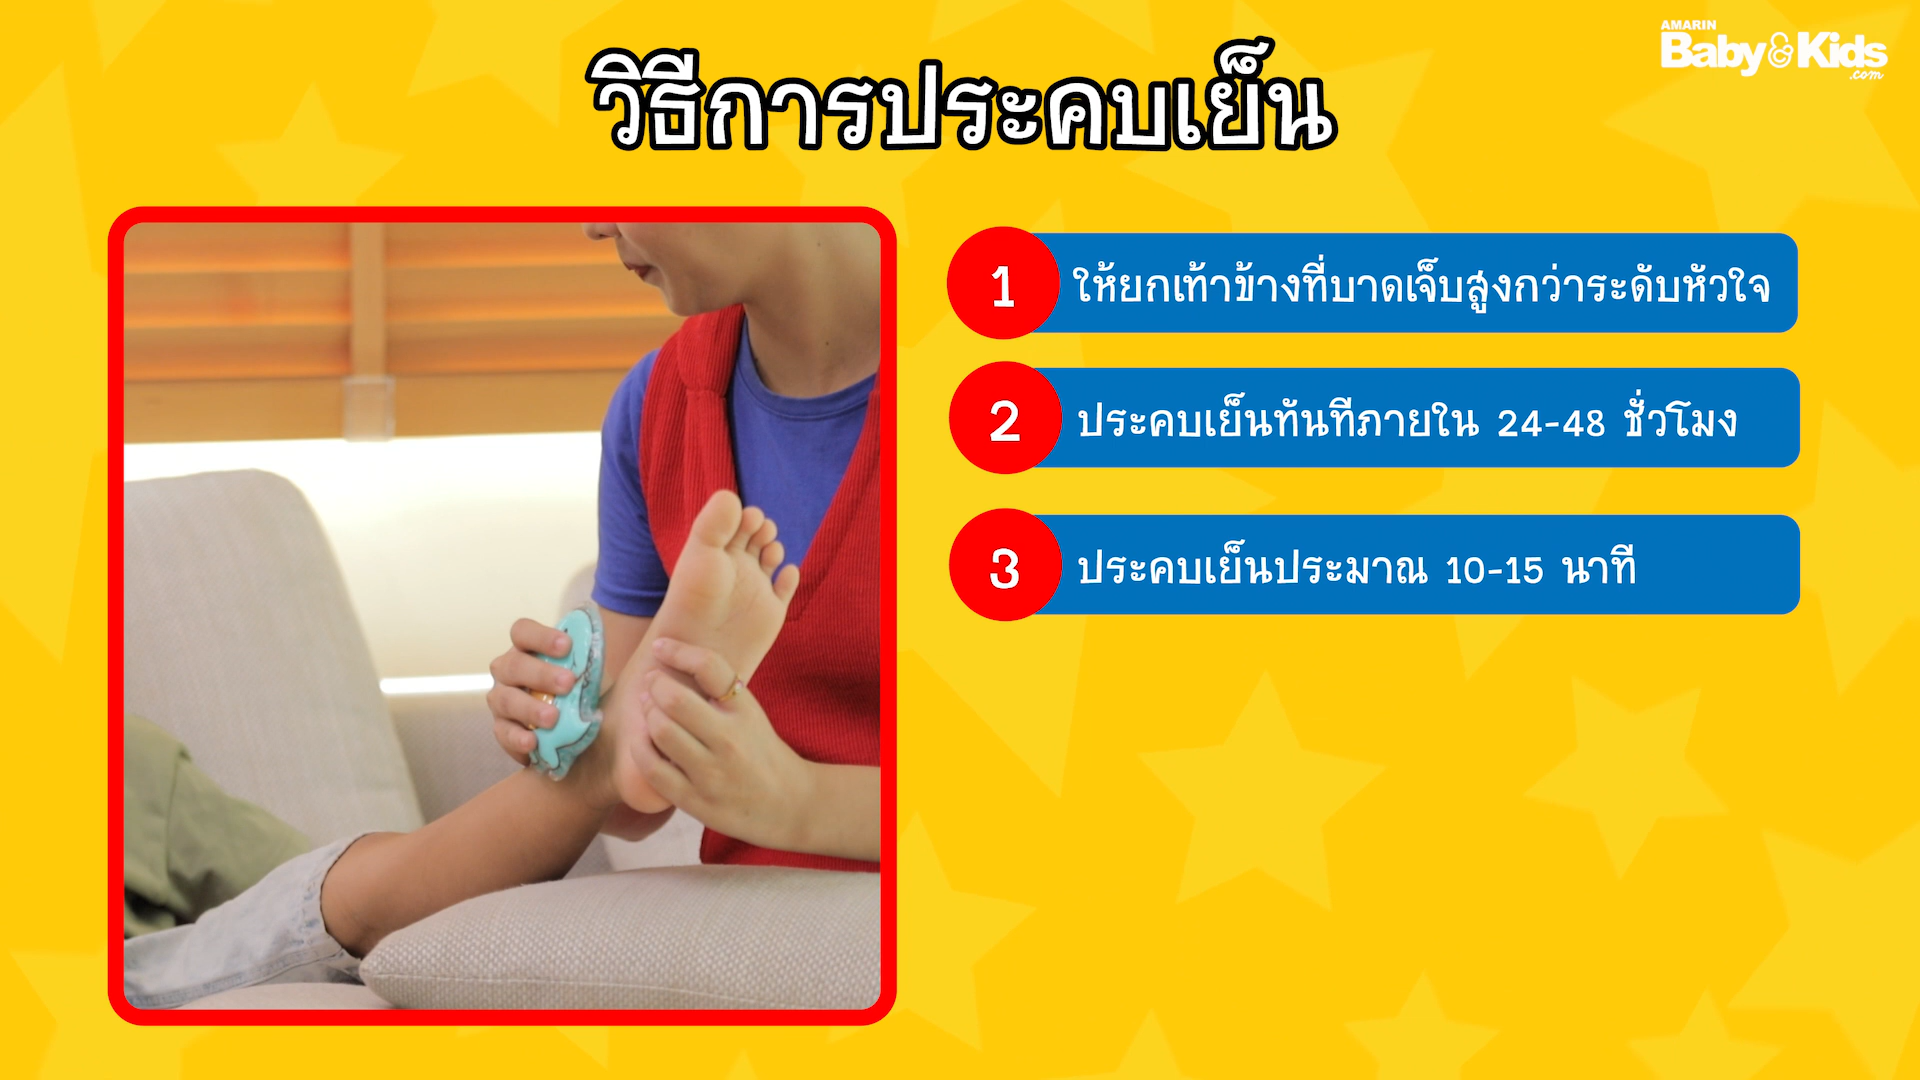 AMARIN
Baby & Kids
.com
วิธีการประคบเย็น
1 ให้ยกเท้าข้างที่บาดเจ็บสูงกว่าระดับหัวใจ
2 ประคบเย็นทันทีภายใน 24-48 ชั่วโมง
3 ประคบเย็นประมาณ 10-15 นาที